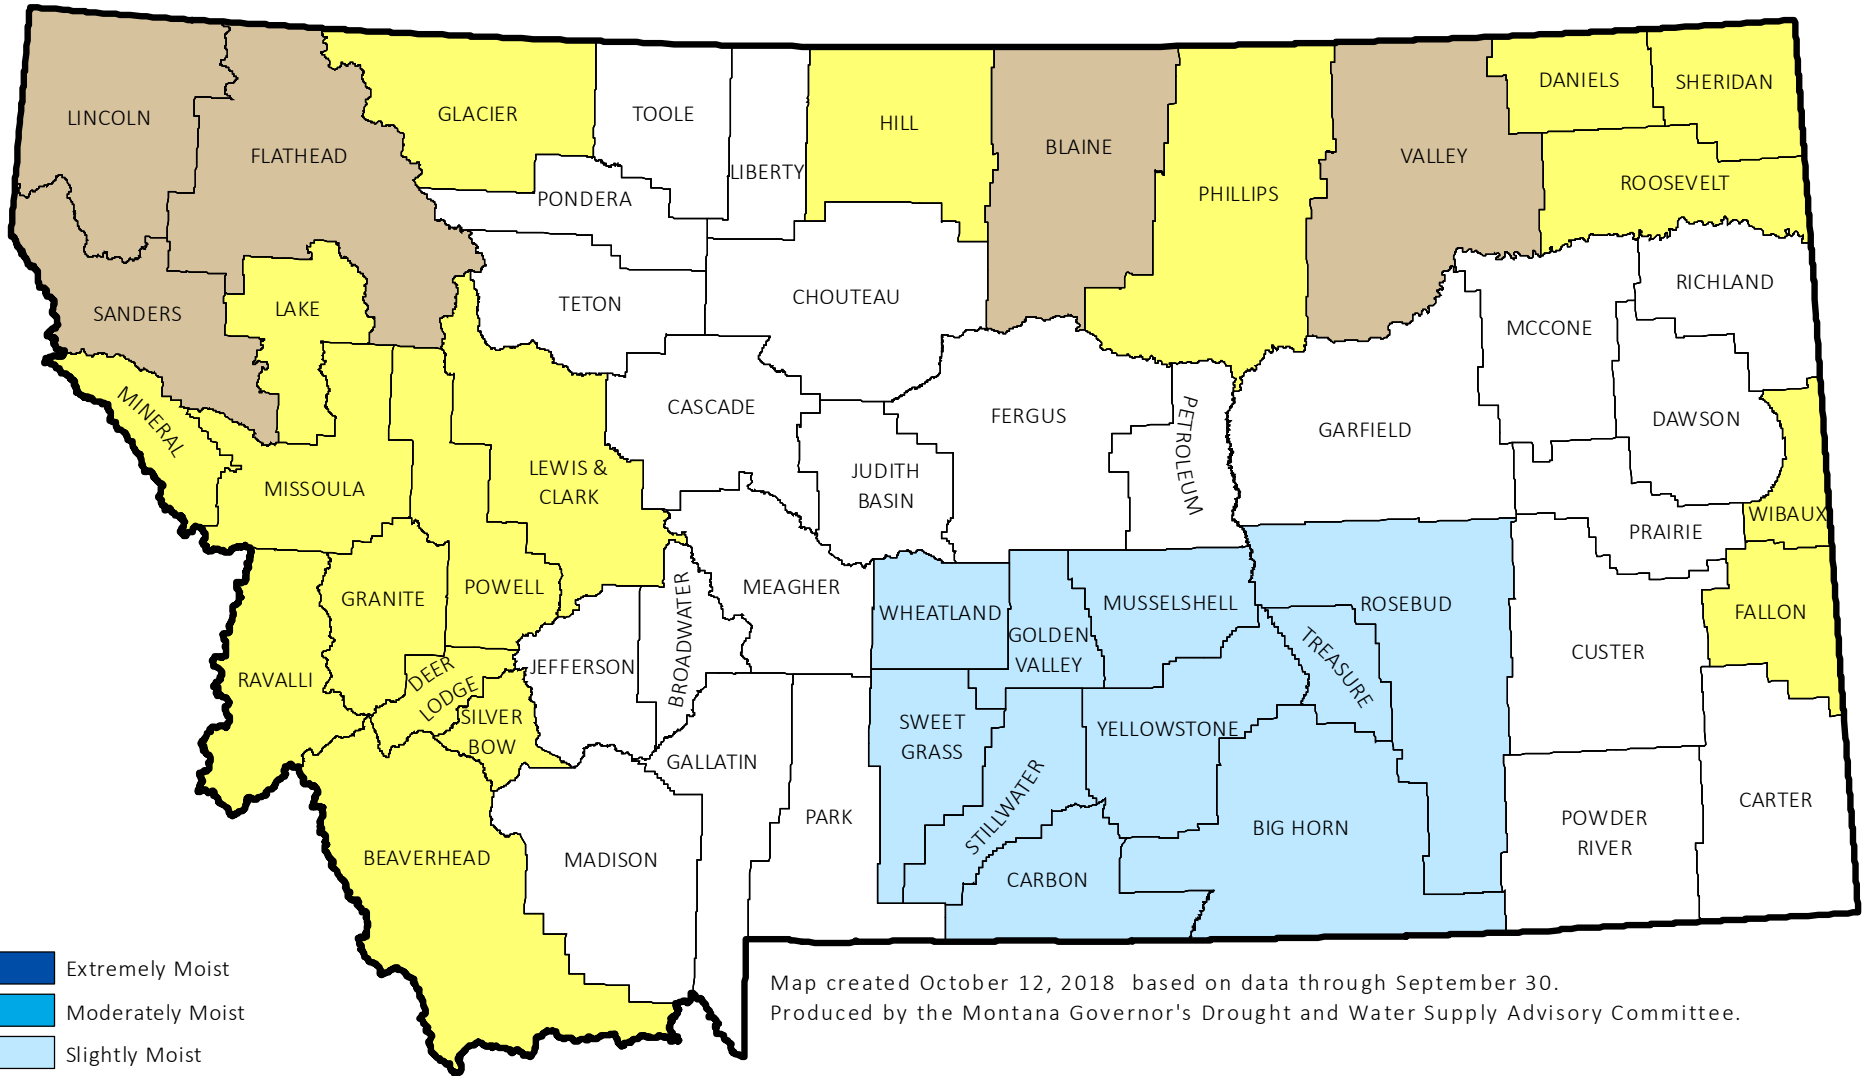 DANIELS
SHERIDAN
GLACIER
TOOLE
HILL
LINCOLN
BLAINE
FLATHEAD
VALLEY
LIBERTY
ROOSEVELT
PHILLIPS
PONDERA
RICHLAND
CHOUTEAU
TETON
LAKE
SANDERS
MCCONE
CASCADE
FERGUS
DAWSON
MINERAL
PETROLEUM
GARFIELD
LEWIS &
CLARK
JUDITH
BASIN
MISSOULA
WIBAUX
PRAIRIE
MEAGHER
POWELL
GRANITE
BROADWATER
WHEATLAND
MUSSELSHELL
ROSEBUD
FALLON
GOLDEN
VALLEY
TREASURE
CUSTER
JEFFERSON
RAVALLI
DEER
LODGE
SILVER
BOW
SWEET
GRASS
YELLOWSTONE
GALLATIN
STILLWATER
CARTER
PARK
POWDER
RIVER
BIG HORN
BEAVERHEAD
MADISON
CARBON
Extremely Moist
Moderately Moist
Slightly Moist
Map created October 12, 2018 based on data through September 30.
Produced by the Montana Governor's Drought and Water Supply Advisory Committee.